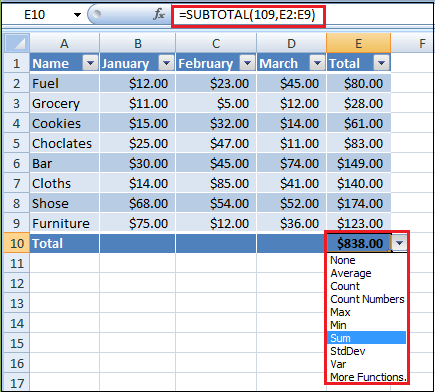 E10 fx =SUBTOTAL(109,E2:E9)
A B C D E F
1 Name January February March Total
2 Fuel $12.00 $23.00 $45.00 $80.00
3 Grocery $11.00 $5.00 $12.00 $28.00
4 Cookies $15.00 $32.00 $14.00 $61.00
5 Choclates $25.00 $47.00 $11.00 $83.00
6 Bar $30.00 $45.00 $74.00 $149.00
7 Cloths $14.00 $85.00 $41.00 $140.00
8 Shose $68.00 $54.00 $52.00 $174.00
9 Furniture $75.00 $12.00 $36.00 $123.00
10 Total $838.00
11 None
12 Average
Count
13 Count Numbers
Max
14 Min
15 Sum
StdDev
16 Var
17 More Functions.